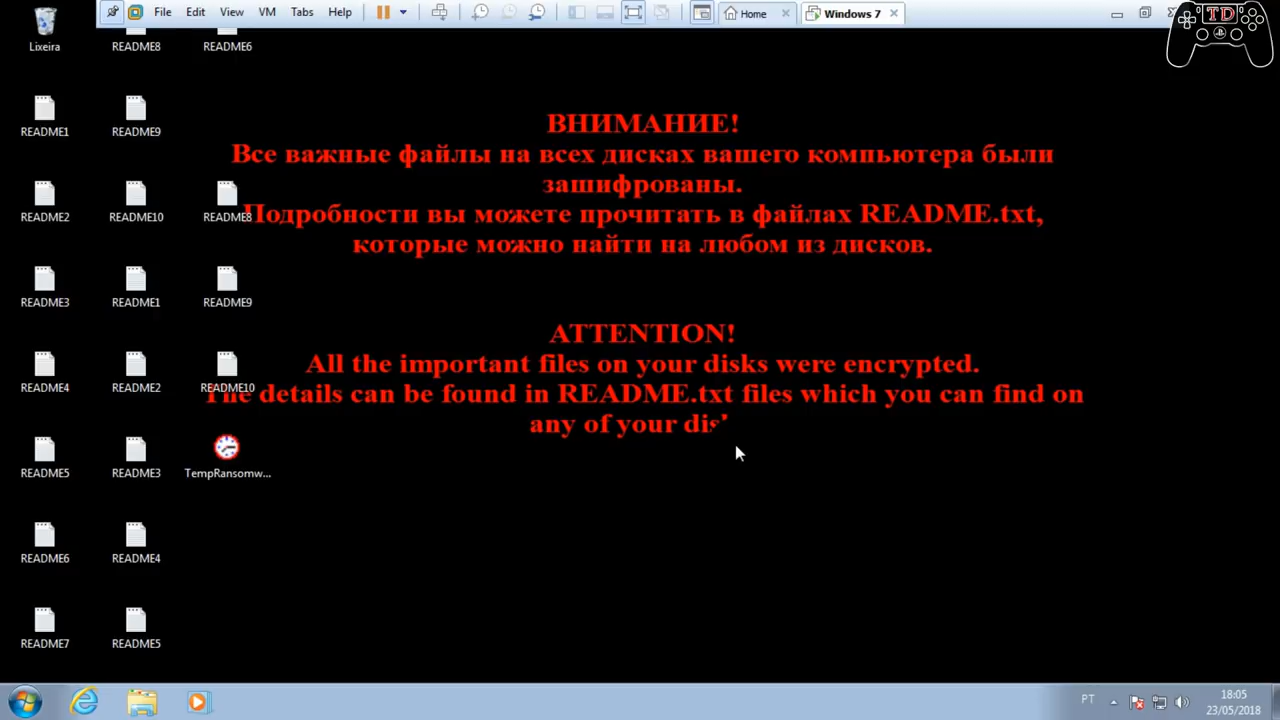 File Edit View VM Tabs Help
Home
Windows 7
TD
Lixeira
README8
README6
README1
README9
README2
README10
README8
README3
README1
README9
README4
README2
README10
README5
README3
TempRansomw...
README6
README4
README7
README5
ВНИМАНИЕ!
Все важные файлы на всех дисках вашего компьютера были
зашифрованы.
Подробности вы можете прочитать в файлах README.txt,
которые можно найти на любом из дисков.
ATTENTION!
All the important files on your disks were encrypted.
The details can be found in README.txt files which you can find on
any of your dis
PT
18:05
23/05/2018